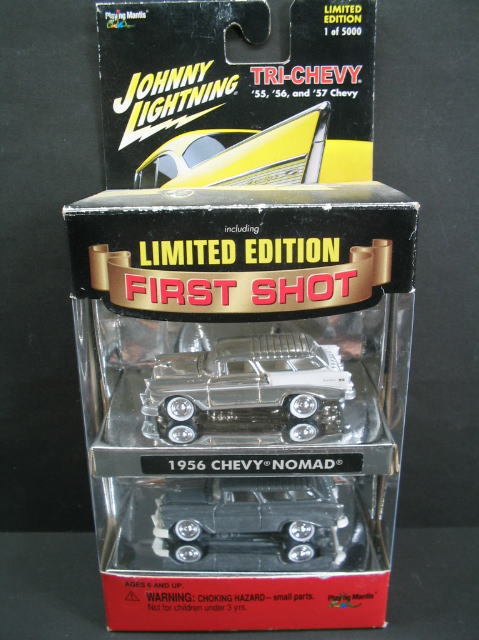 Playing Mantis
LIMITED
EDITION
1 of 5000
JOHNNY
LIGHTNING
TRI-CHEVY
'55, '56, and '57 Chevy
including
LIMITED EDITION
FIRST SHOT
1956 CHEVY® NOMAD®
AGES 6 AND UP.
WARNING: CHOKING HAZARD – small parts.
Not for children under 3 yrs.
Playing Mantis